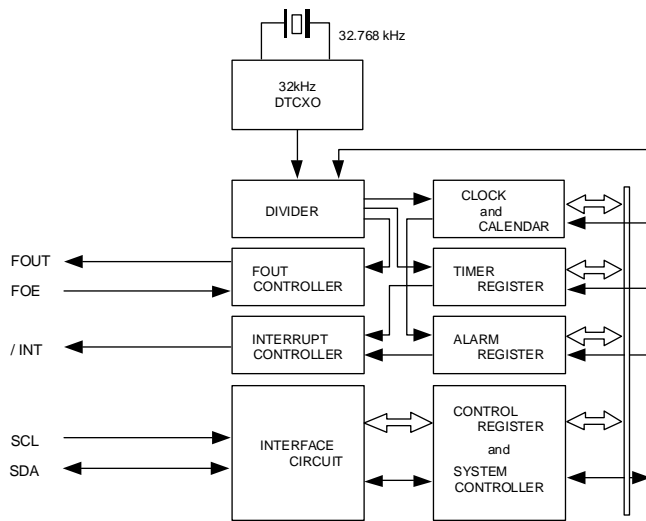 32.768 kHz
32kHz
DTCXO
DIVIDER
CLOCK
and
CALENDAR
FOUT
FOE
FOUT
CONTROLLER
TIMER
REGISTER
/ INT
INTERRUPT
CONTROLLER
ALARM
REGISTER
SCL
SDA
INTERFACE
CIRCUIT
CONTROL
REGISTER
and
SYSTEM
CONTROLLER